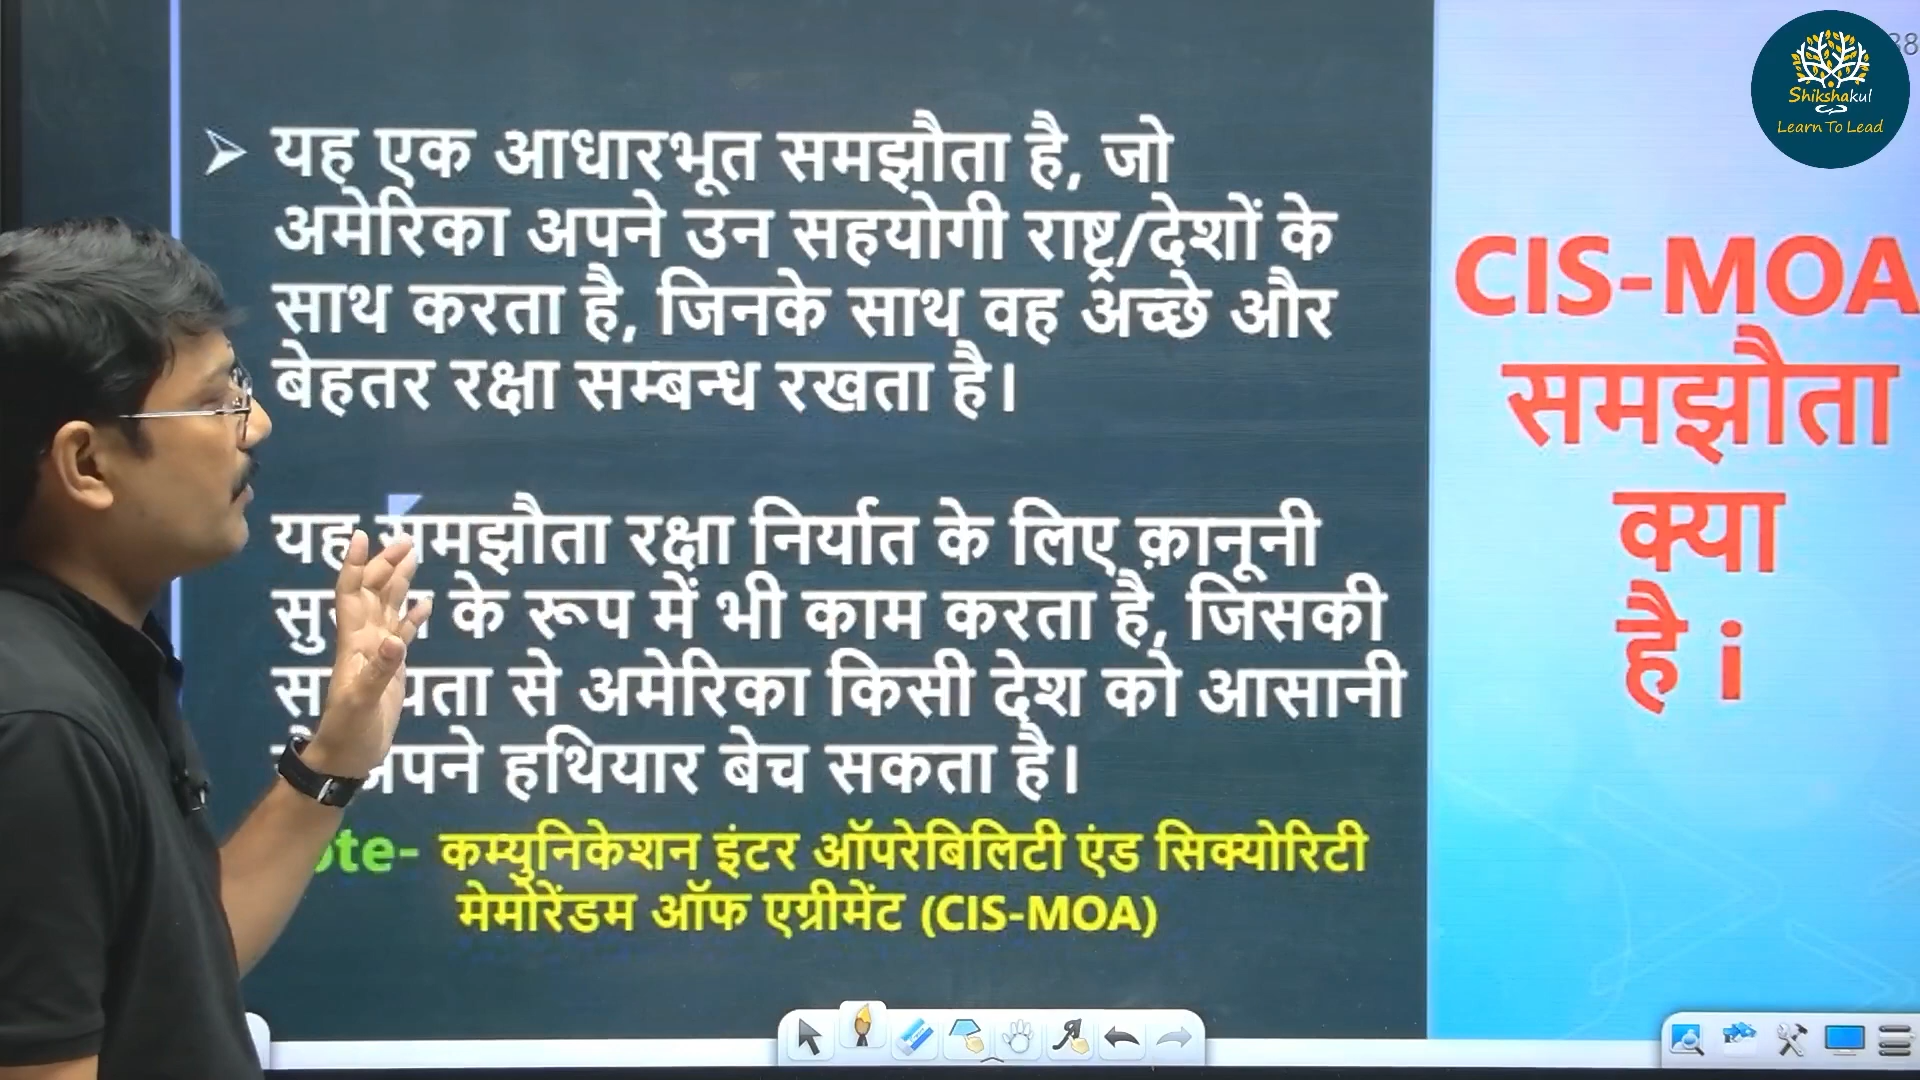 यह एक आधारभूत समझौता है, जो
अमेरिका अपने उन सहयोगी राष्ट्र/देशों के
साथ करता है, जिनके साथ वह अच्छे और
बेहतर रक्षा सम्बन्ध रखता है।
यह समझौता रक्षा निर्यात के लिए क़ानूनी
के रूप में भी काम करता है, जिसकी
से अमेरिका किसी देश को आसानी
अपने हथियार बेच सकता है।
कम्युनिकेशन इंटर ऑपरेबिलिटी एंड सिक्योरिटी
मेमोरेंडम ऑफ एग्रीमेंट (CIS-MOA)
CIS-MOA
समझौता
क्या
है i
Shikshakul
Learn To Lead